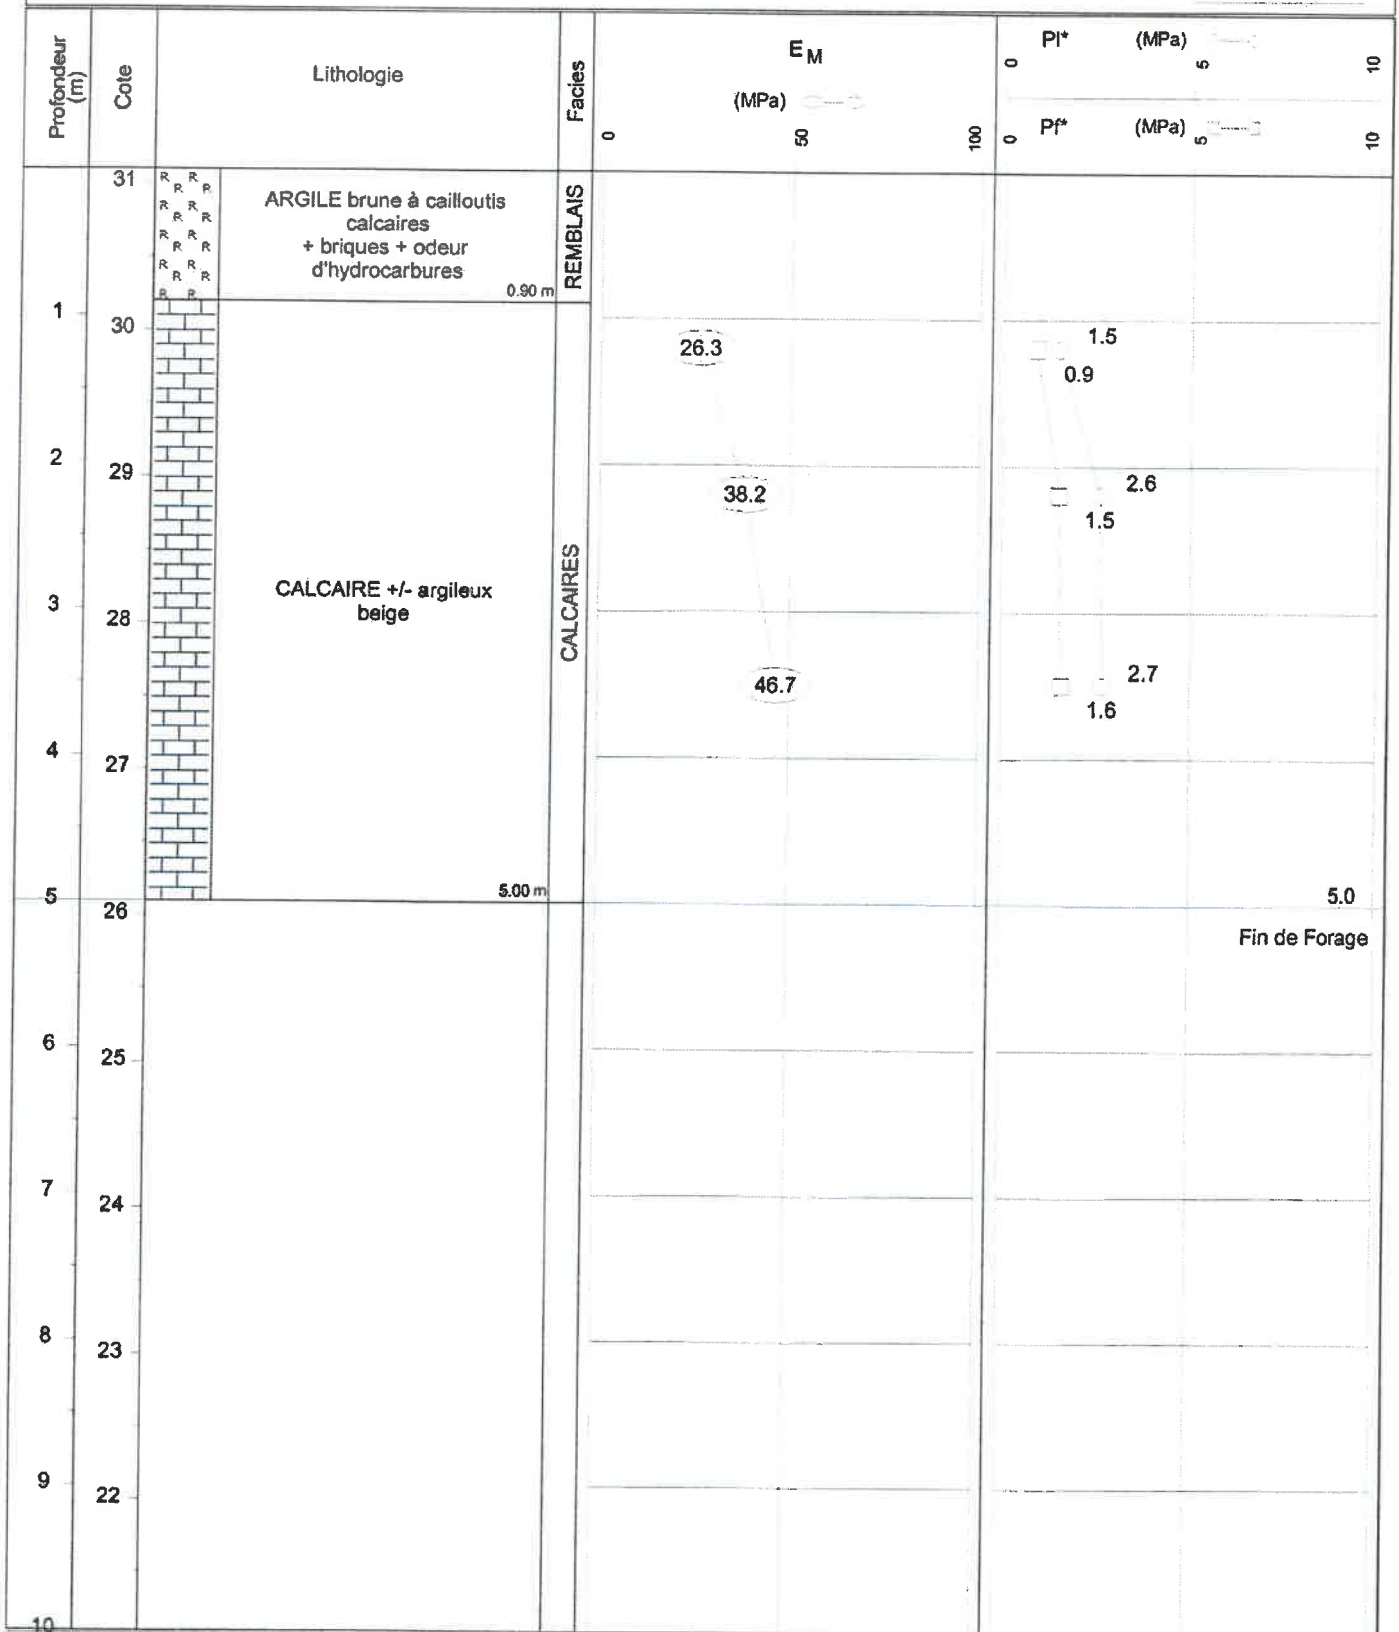 Profondeur
(m)
Cote
Lithologie
Facies
E M
(MPa)
0
50
100
Pl*
(MPa)
0
5
10
Pf*
(MPa)
0
5
10
31
R R
R R
R R
R R
R R
R R
R R
R R
R R
ARGILE brune à cailloutis
calcaires
+ briques + odeur
d'hydrocarbures
0.90 m
REMBLAIS
1
30
26.3
1.5
0.9
2
29
38.2
2.6
1.5
CALCAIRE +/- argileux
beige
CALCAIRES
3
28
46.7
2.7
1.6
4
27
5.00 m
5
26
5.0
Fin de Forage
6
25
7
24
8
23
9
22
10